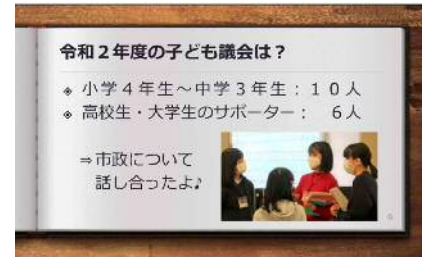 令和２年度の子ども議会は？
◈ 小学４年生～中学３年生：１０人
◈ 高校生・大学生のサポーター：　６人
⇒市政について
話し合ったよ♪